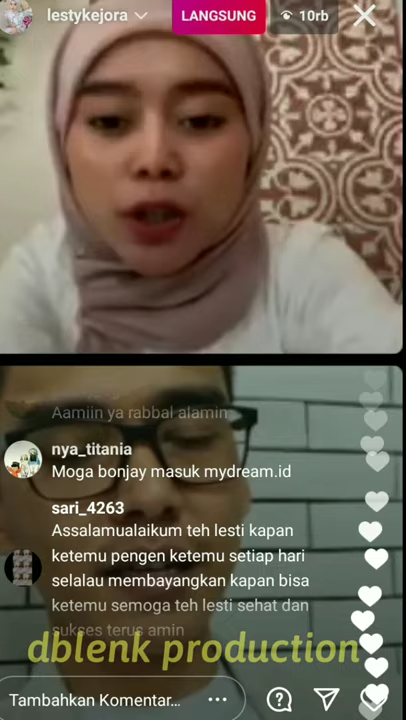 lestykejora
LANGSUNG
10rb
Aamiin ya rabbal alamin
nya_titania
Moga bonjay masuk mydream.id
sari_4263
Assalamualaikum teh lesti kapan
ketemu pengen ketemu setiap hari
selalau membayangkan kapan bisa
ketemu semoga teh lesti sehat dan
sukses terus amin
dblenk production
Tambahkan Komentar...